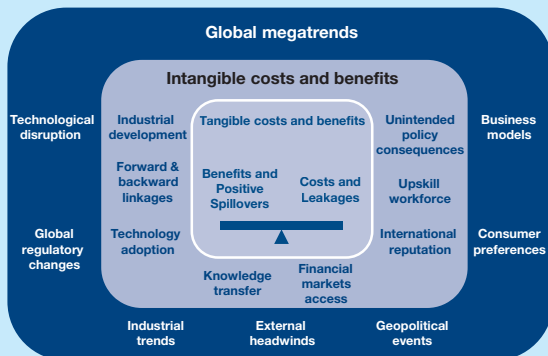 Global megatrends
Intangible costs and benefits
Technological
disruption
Industrial
development
Tangible costs and benefits
Unintended
policy
consequences
Business
models
Forward &
backward
linkages
Benefits and
Positive
Spillovers
Costs and
Leakages
Upskill
workforce
Global
regulatory
changes
Technology
adoption
International
reputation
Consumer
preferences
Knowledge
transfer
Financial
markets
access
Industrial
trends
External
headwinds
Geopolitical
events